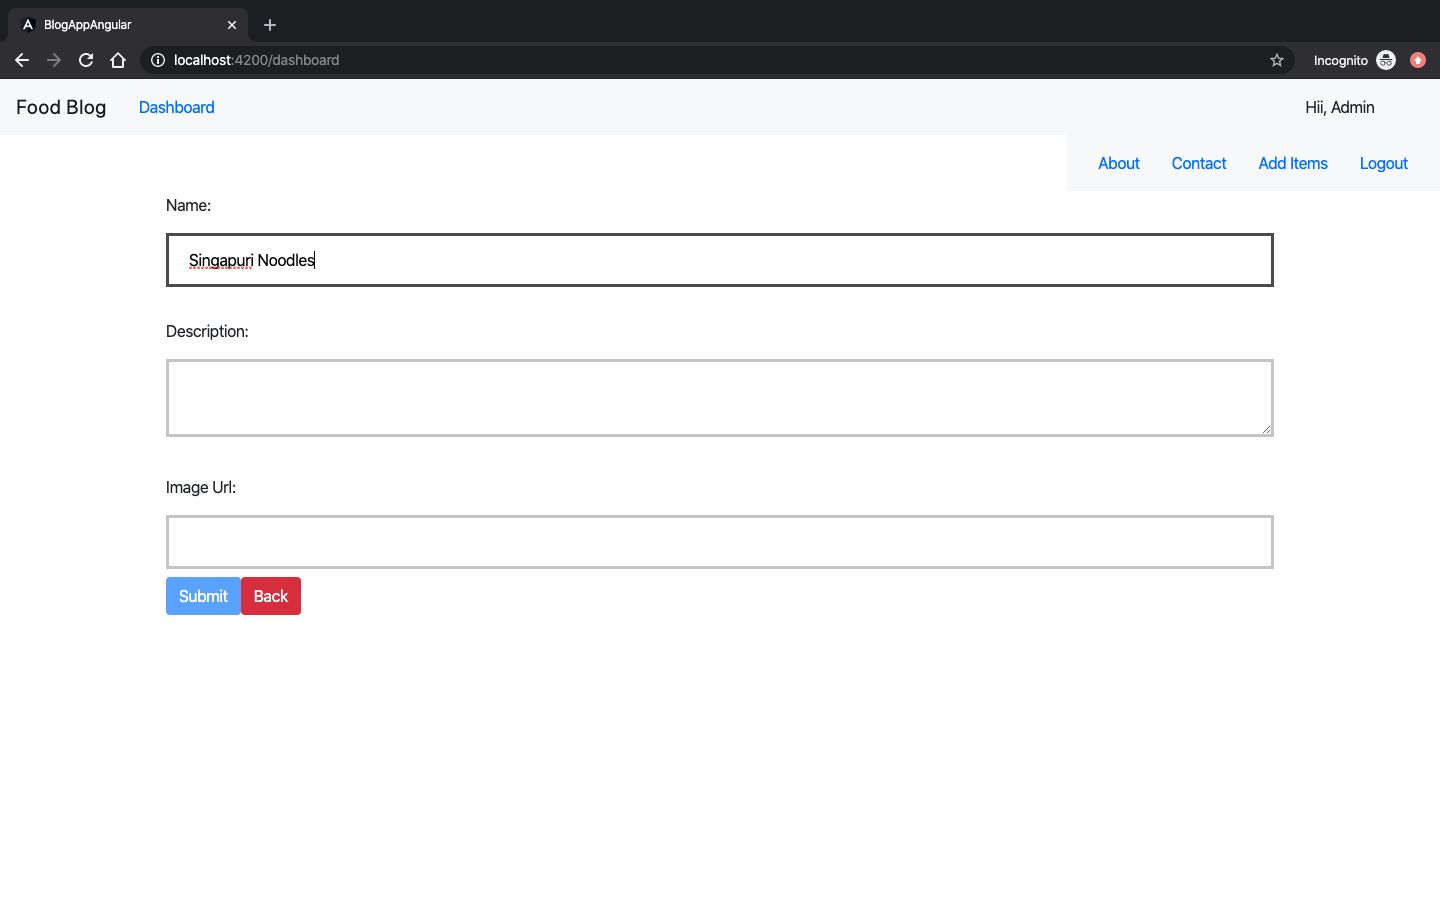 BlogAppAngular
localhost:4200/dashboard
Incognito
Food Blog Dashboard Hii, Admin
About Contact Add Items Logout
Name:
Singapuri Noodles
Description:
Image Url:
Submit Back